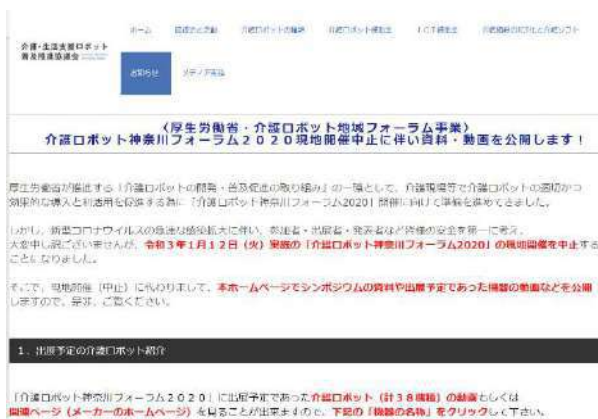 ホーム
介護ロボット補助金
ICT補助金
介護・生活支援ロボット
普及推進協議会
お知らせ
メディア実績
〈厚生労働省・介護ロボット地域フォーラム事業〉
介護ロボット神奈川フォーラム2020現地開催中止に伴い資料・動画を公開します！
厚生労働省が推進する「介護ロボットの開発・普及促進の取り組み」の一環として、介護現場等で介護ロボットの適切かつ
効果的な導入と利活用を促進する為に「介護ロボット神奈川フォーラム2020」開催に向けて準備を進めてきました。
しかし、新型コロナウイルスの急速な感染拡大に伴い、参加者・出展者・発表者など皆様の安全を第一に考え、
大変申し訳ございませんが、令和3年1月12日（火）実施の「介護ロボット神奈川フォーラム2020」の現地開催を中止する
ことになりました。
そこで、現地開催（中止）に代わりまして、本ホームページでシンポジウムの資料や出展予定であった機器の動画などを公開
しますので、是非、ご覧ください。
1．出展予定の介護ロボット紹介
「介護ロボット神奈川フォーラム2020」に出展予定であった介護ロボット（計38機種）の動画もしくは
関連ページ（メーカーのホームページ）を見ることが出来ますので、下記の「機器の名称」をクリックして下さい。